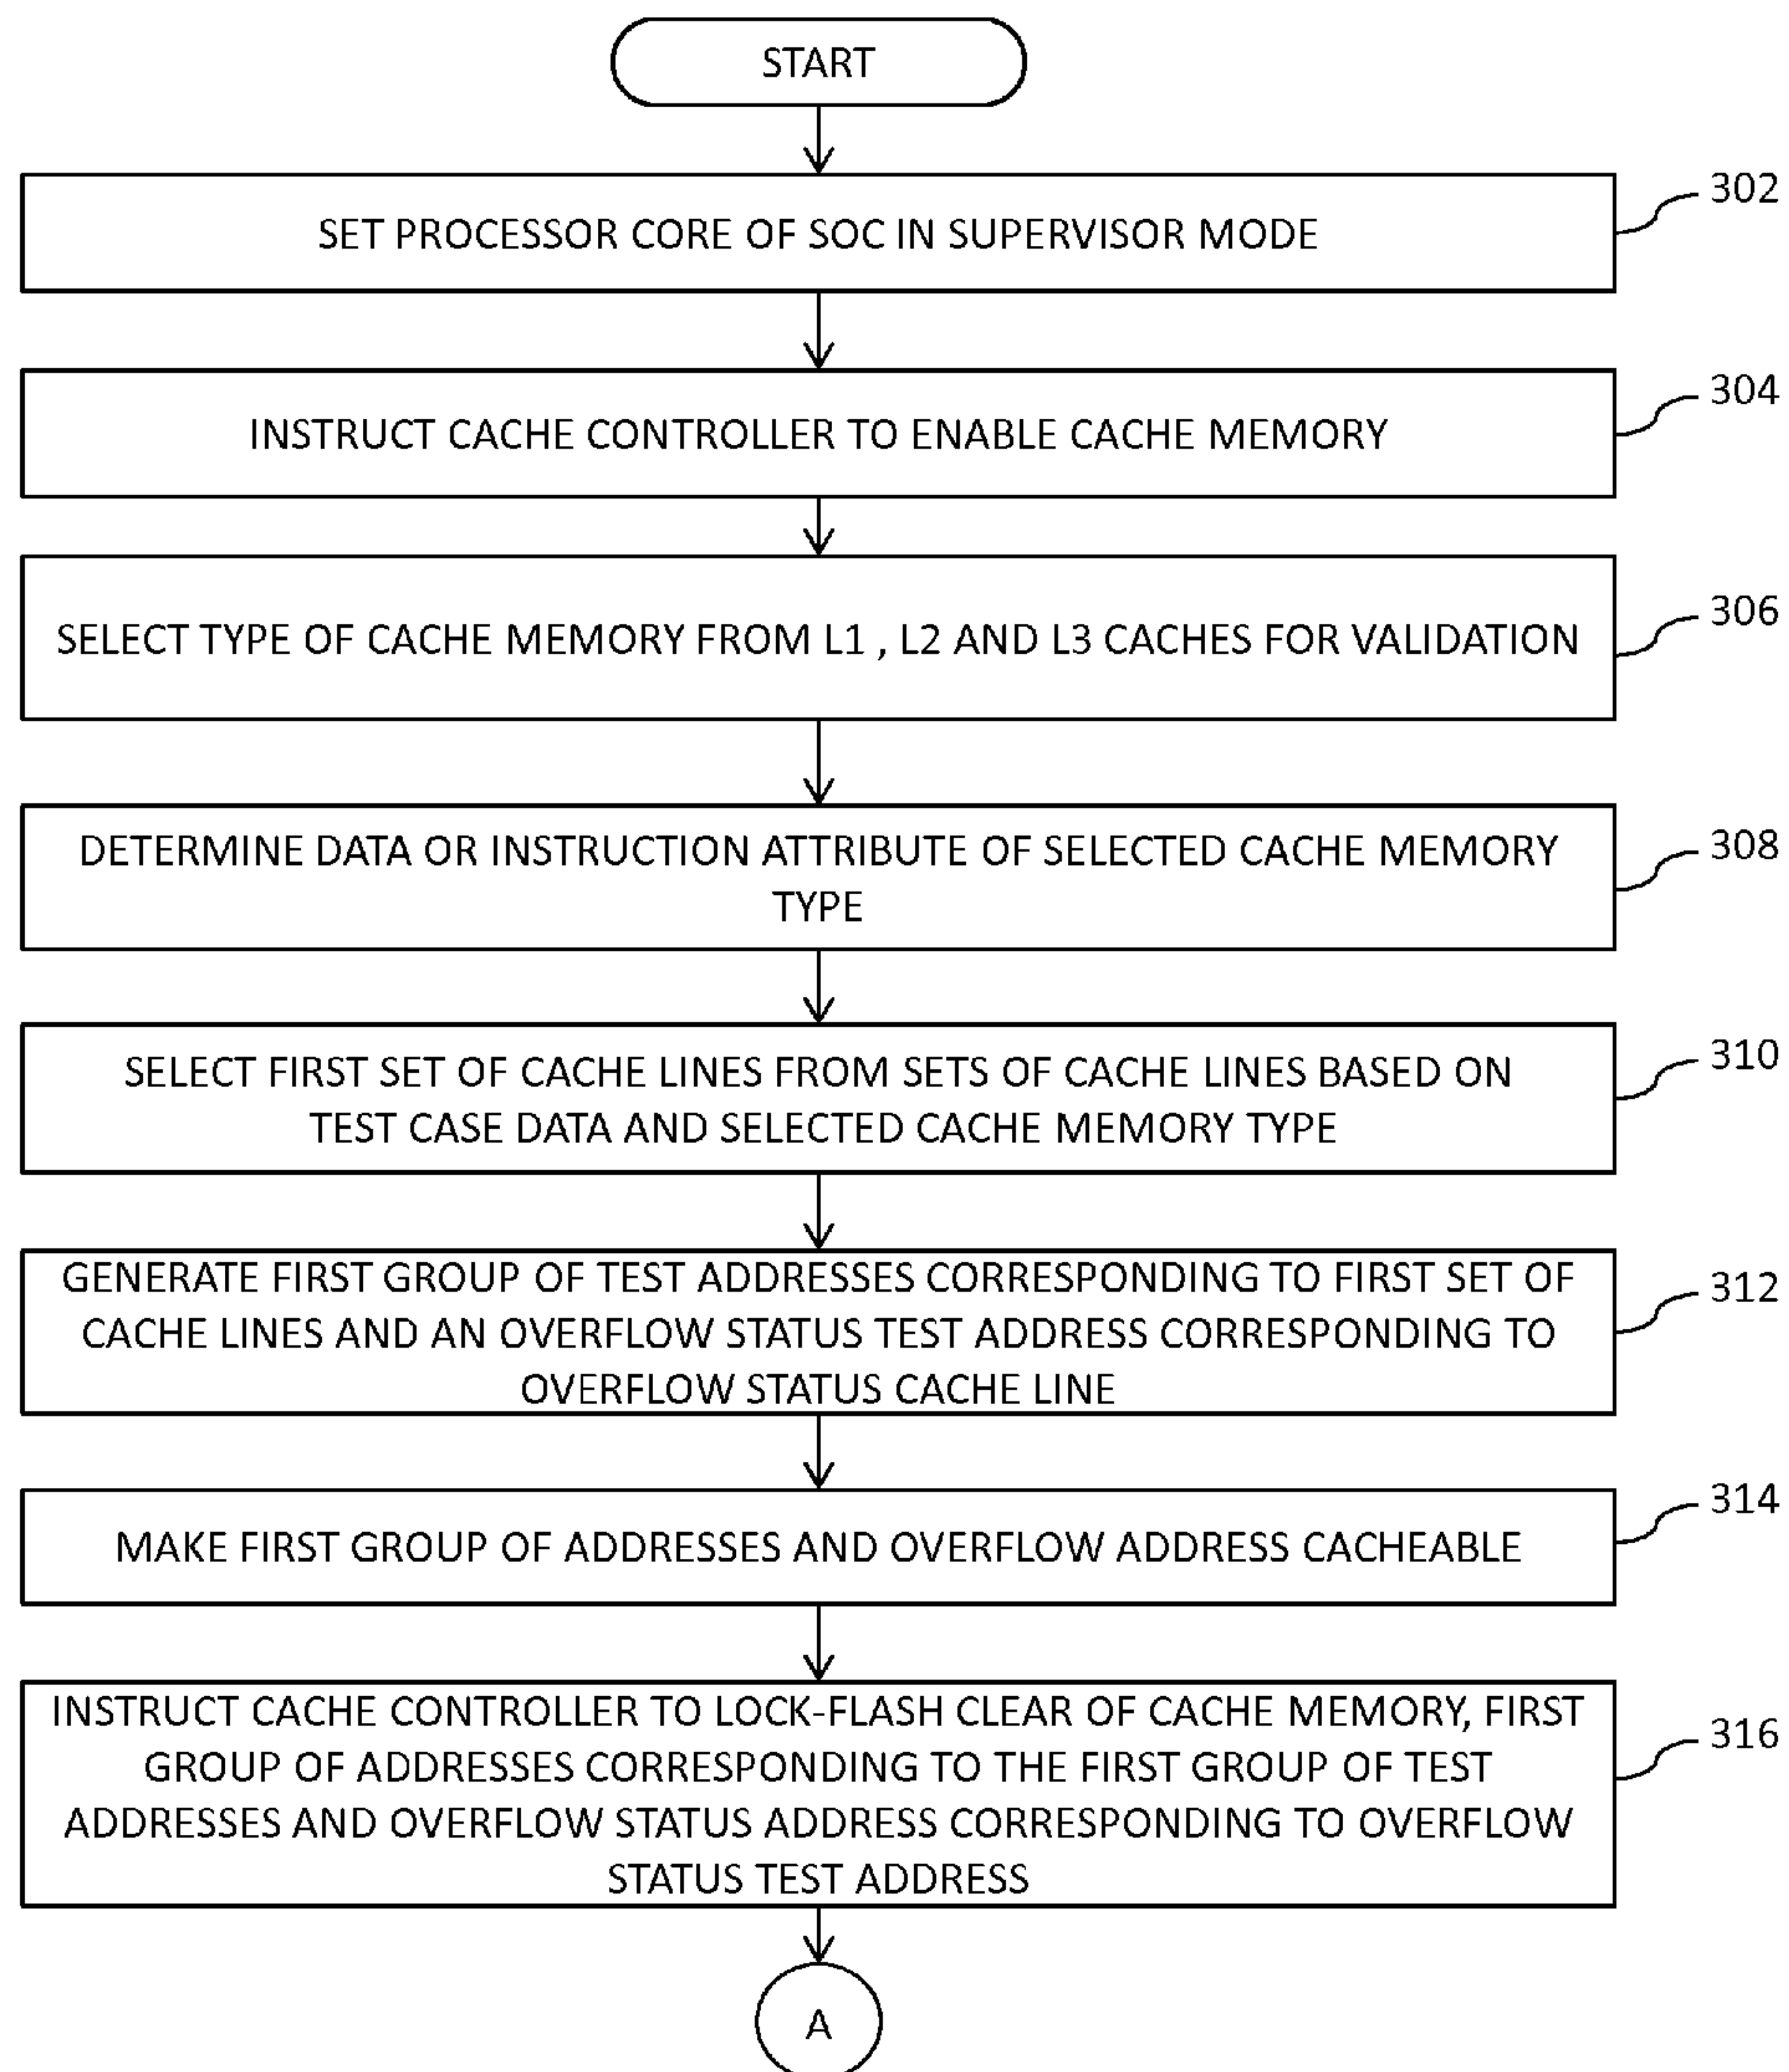 START
302
SET PROCESSOR CORE OF SOC IN SUPERVISOR MODE
304
INSTRUCT CACHE CONTROLLER TO ENABLE CACHE MEMORY
306
SELECT TYPE OF CACHE MEMORY FROM L1 , L2 AND L3 CACHES FOR VALIDATION
308
DETERMINE DATA OR INSTRUCTION ATTRIBUTE OF SELECTED CACHE MEMORY
TYPE
310
SELECT FIRST SET OF CACHE LINES FROM SETS OF CACHE LINES BASED ON
TEST CASE DATA AND SELECTED CACHE MEMORY TYPE
312
GENERATE FIRST GROUP OF TEST ADDRESSES CORRESPONDING TO FIRST SET OF
CACHE LINES AND AN OVERFLOW STATUS TEST ADDRESS CORRESPONDING TO
OVERFLOW STATUS CACHE LINE
314
MAKE FIRST GROUP OF ADDRESSES AND OVERFLOW ADDRESS CACHEABLE
316
INSTRUCT CACHE CONTROLLER TO LOCK-FLASH CLEAR OF CACHE MEMORY, FIRST
GROUP OF ADDRESSES CORRESPONDING TO THE FIRST GROUP OF TEST
ADDRESSES AND OVERFLOW STATUS ADDRESS CORRESPONDING TO OVERFLOW
STATUS TEST ADDRESS
A